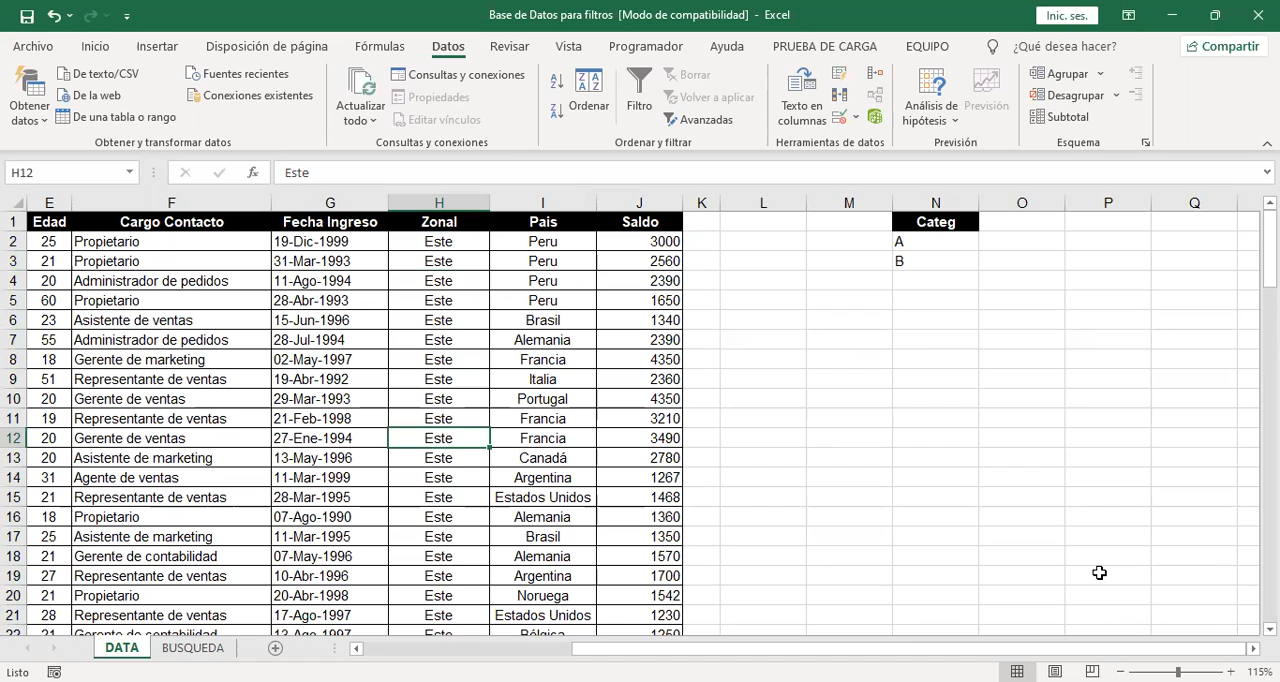 Base de Datos para filtros [Modo de compatibilidad] - Excel
Inic. ses.
Archivo Inicio Insertar Disposición de página Fórmulas Datos Revisar Vista Programador Ayuda PRUEBA DE CARGA EQUIPO ¿Qué desea hacer? Compartir
Obtener datos
De texto/CSV
De la web
De una tabla o rango
Fuentes recientes
Conexiones existentes
Obtener y transformar datos
Actualizar todo
Consultas y conexiones
Propiedades
Editar vínculos
Consultas y conexiones
Ordenar
Filtro
Borrar
Volver a aplicar
Avanzadas
Ordenar y filtrar
Texto en columnas
Herramientas de datos
Análisis de hipótesis
Previsión
Previsión
Agrupar
Desagrupar
Subtotal
Esquema
H12 fx Este
E F G H I J K L M N O P Q
1 Edad Cargo Contacto Fecha Ingreso Zonal Pais Saldo Categ
2 25 Propietario 19-Dic-1999 Este Peru 3000 A
3 21 Propietario 31-Mar-1993 Este Peru 2560 B
4 20 Administrador de pedidos 11-Ago-1994 Este Peru 2390
5 60 Propietario 28-Abr-1993 Este Peru 1650
6 23 Asistente de ventas 15-Jun-1996 Este Brasil 1340
7 55 Administrador de pedidos 28-Jul-1994 Este Alemania 2390
8 18 Gerente de marketing 02-May-1997 Este Francia 4350
9 51 Representante de ventas 19-Abr-1992 Este Italia 2360
10 20 Gerente de ventas 29-Mar-1993 Este Portugal 4350
11 19 Representante de ventas 21-Feb-1998 Este Francia 3210
12 20 Gerente de ventas 27-Ene-1994 Este Francia 3490
13 20 Asistente de marketing 13-May-1996 Este Canadá 2780
14 31 Agente de ventas 11-Mar-1999 Este Argentina 1267
15 21 Representante de ventas 28-Mar-1995 Este Estados Unidos 1468
16 18 Propietario 07-Ago-1990 Este Alemania 1360
17 25 Asistente de marketing 11-Mar-1995 Este Brasil 1350
18 21 Gerente de contabilidad 07-May-1996 Este Alemania 1570
19 27 Representante de ventas 10-Abr-1996 Este Argentina 1700
20 21 Propietario 20-Abr-1998 Este Noruega 1542
21 28 Representante de ventas 17-Ago-1997 Este Estados Unidos 1230
22 21 Gerente de contabilidad 13-Ago-1997 Este Bélgica 1250
DATA BUSQUEDA
Listo 115%